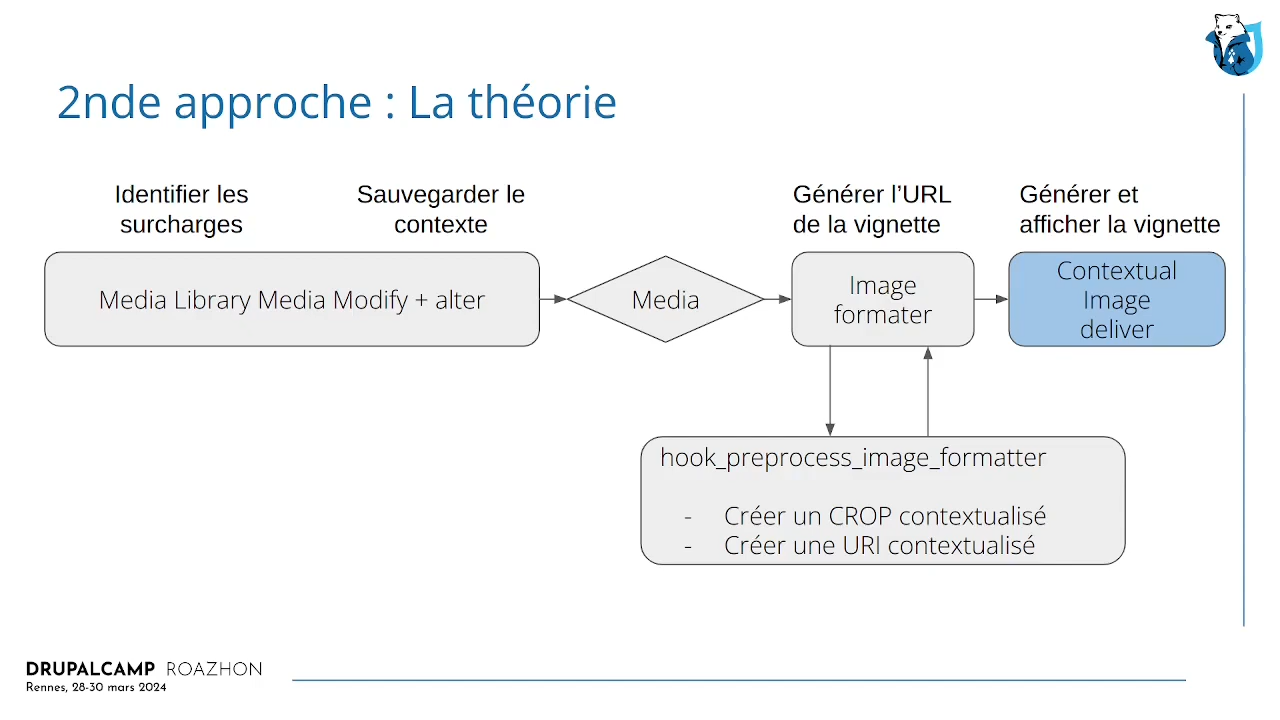 2nde approche : La théorie
Identifier les
surcharges
Sauvegarder le
contexte
Générer l'URL
de la vignette
Générer et
afficher la vignette
Media Library Media Modify + alter
Media
Image
formater
Contextual
Image
deliver
hook_preprocess_image_formatter
- Créer un CROP contextualisé
- Créer une URI contextualisé
DRUPALCAMP ROAZHON
Rennes, 28-30 mars 2024